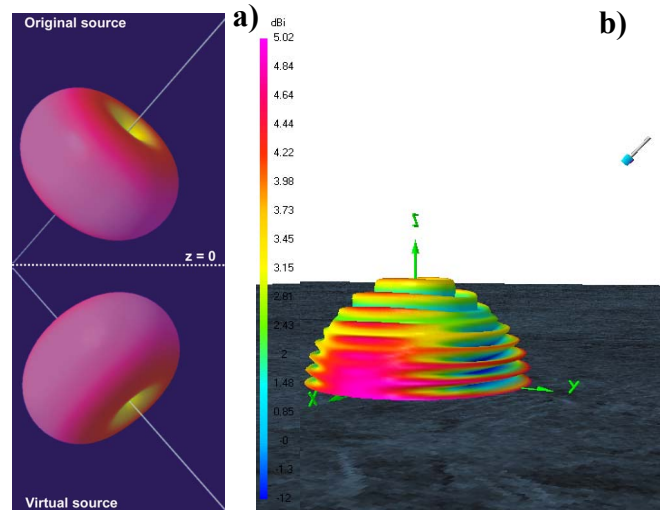 Original source
a)
z = 0
Virtual source
dBi
5.02
4.84
4.64
4.44
4.22
3.98
3.73
3.45
3.15
2.81
2.43
2
1.48
0.85
-0
-1.3
-12
b)
Z
X
Y